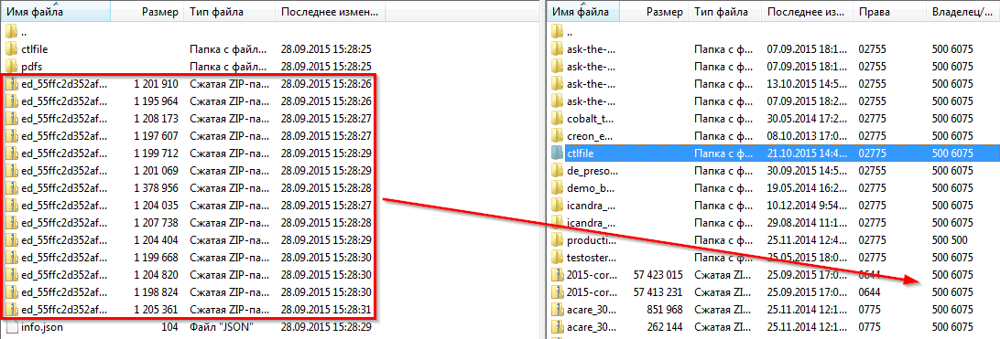 Имя файла Размер Тип файла Последнее измен...
..
ctlfile Папка с файл... 28.09.2015 15:28:25
pdfs Папка с файл... 28.09.2015 15:28:25
ed_55ffc2d352af... 1 201 910 Сжатая ZIP-па... 28.09.2015 15:28:26
ed_55ffc2d352af... 1 195 964 Сжатая ZIP-па... 28.09.2015 15:28:26
ed_55ffc2d352af... 1 208 173 Сжатая ZIP-па... 28.09.2015 15:28:27
ed_55ffc2d352af... 1 197 607 Сжатая ZIP-па... 28.09.2015 15:28:27
ed_55ffc2d352af... 1 199 712 Сжатая ZIP-па... 28.09.2015 15:28:29
ed_55ffc2d352af... 1 201 069 Сжатая ZIP-па... 28.09.2015 15:28:29
ed_55ffc2d352af... 1 378 956 Сжатая ZIP-па... 28.09.2015 15:28:28
ed_55ffc2d352af... 1 204 035 Сжатая ZIP-па... 28.09.2015 15:28:27
ed_55ffc2d352af... 1 207 738 Сжатая ZIP-па... 28.09.2015 15:28:28
ed_55ffc2d352af... 1 204 404 Сжатая ZIP-па... 28.09.2015 15:28:29
ed_55ffc2d352af... 1 199 668 Сжатая ZIP-па... 28.09.2015 15:28:30
ed_55ffc2d352af... 1 204 820 Сжатая ZIP-па... 28.09.2015 15:28:30
ed_55ffc2d352af... 1 198 824 Сжатая ZIP-па... 28.09.2015 15:28:30
ed_55ffc2d352af... 1 205 361 Сжатая ZIP-па... 28.09.2015 15:28:31
info.json 104 Файл "JSON" 28.09.2015 15:28:29
Имя файла Размер Тип файла Последнее из... Права Владелец/...
..
ask-the-... Папка с ф... 07.09.2015 18:1... 02755 500 6075
ask-the-... Папка с ф... 07.09.2015 18:1... 02755 500 6075
ask-the-... Папка с ф... 13.10.2015 14:5... 02755 500 6075
ask-the-... Папка с ф... 07.09.2015 18:2... 02755 500 6075
cobalt_t... Папка с ф... 30.05.2014 17:2... 02775 500 6075
creon_e... Папка с ф... 08.10.2013 17:0... 02775 500 6075
ctlfile Папка с ф... 21.10.2015 14:4... 02775 500 6075
de_preso... Папка с ф... 30.09.2015 14:5... 02755 500 6075
demo_b... Папка с ф... 19.05.2015 16:2... 02775 500 6075
icandra_... Папка с ф... 10.12.2014 9:54... 02775 500 6075
icandra_... Папка с ф... 29.08.2014 11:1... 02775 500 6075
producti... Папка с ф... 25.11.2014 12:4... 02775 500 500
testoster... Папка с ф... 25.05.2015 18:0... 02775 500 6075
2015-cor... 57 423 015 Сжатая ZI... 25.09.2015 17:0... 0644 500 6075
2015-cor... 57 413 231 Сжатая ZI... 25.09.2015 17:0... 0644 500 6075
acare_30... 851 968 Сжатая ZI... 25.11.2014 12:1... 0775 500 6075
acare_30... 262 144 Сжатая ZI... 25.11.2014 12:1... 0775 500 6075